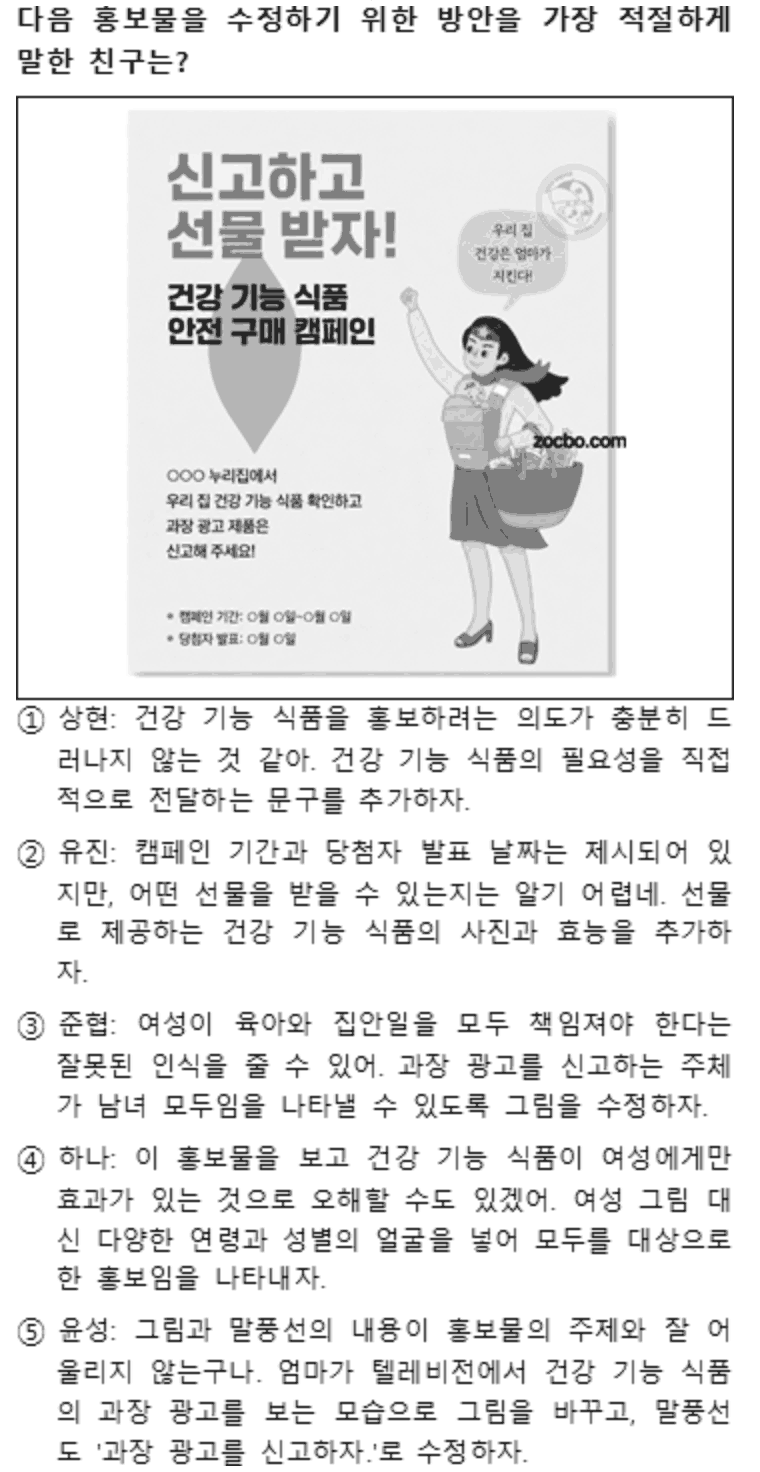 다음 홍보물을 수정하기 위한 방안을 가장 적절하게
말한 친구는?
신고하고
선물 받자!
건강 기능 식품
안전 구매 캠페인
우리 집
건강은 엄마가
지킨다!
zocbo.com
○○○ 누리집에서
우리 집 건강 기능 식품 확인하고
과장 광고 제품은
신고해 주세요!
* 캠페인 기간: ○월 ○일~○월 ○일
* 당첨자 발표: ○월 ○일
① 상현: 건강 기능 식품을 홍보하려는 의도가 충분히 드
러나지 않는 것 같아. 건강 기능 식품의 필요성을 직접
적으로 전달하는 문구를 추가하자.
② 유진: 캠페인 기간과 당첨자 발표 날짜는 제시되어 있
지만, 어떤 선물을 받을 수 있는지는 알기 어렵네. 선물
로 제공하는 건강 기능 식품의 사진과 효능을 추가하
자.
③ 준협: 여성이 육아와 집안일을 모두 책임져야 한다는
잘못된 인식을 줄 수 있어. 과장 광고를 신고하는 주체
가 남녀 모두임을 나타낼 수 있도록 그림을 수정하자.
④ 하나: 이 홍보물을 보고 건강 기능 식품이 여성에게만
효과가 있는 것으로 오해할 수도 있겠어. 여성 그림 대
신 다양한 연령과 성별의 얼굴을 넣어 모두를 대상으로
한 홍보임을 나타내자.
⑤ 윤성: 그림과 말풍선의 내용이 홍보물의 주제와 잘 어
울리지 않는구나. 엄마가 텔레비전에서 건강 기능 식품
의 과장 광고를 보는 모습으로 그림을 바꾸고, 말풍선
도 '과장 광고를 신고하자.'로 수정하자.